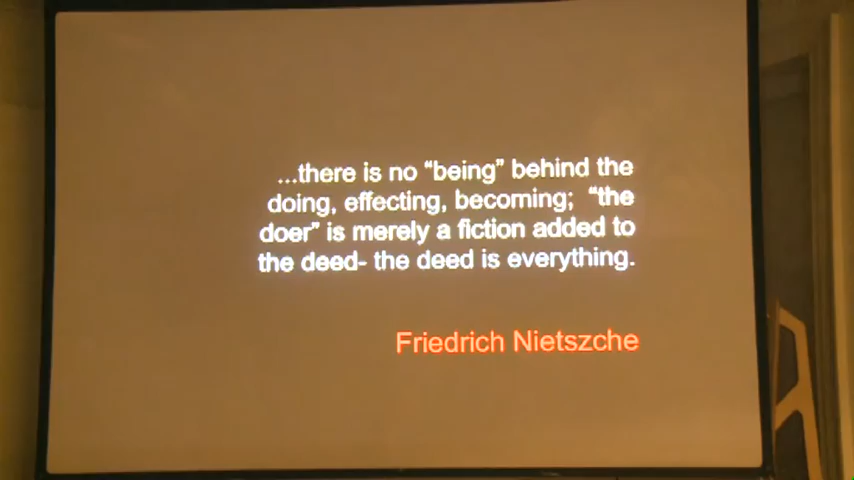 ...there is no “being” behind the
doing, effecting, becoming; “the
doer” is merely a fiction added to
the deed- the deed is everything.
Friedrich Nietszche